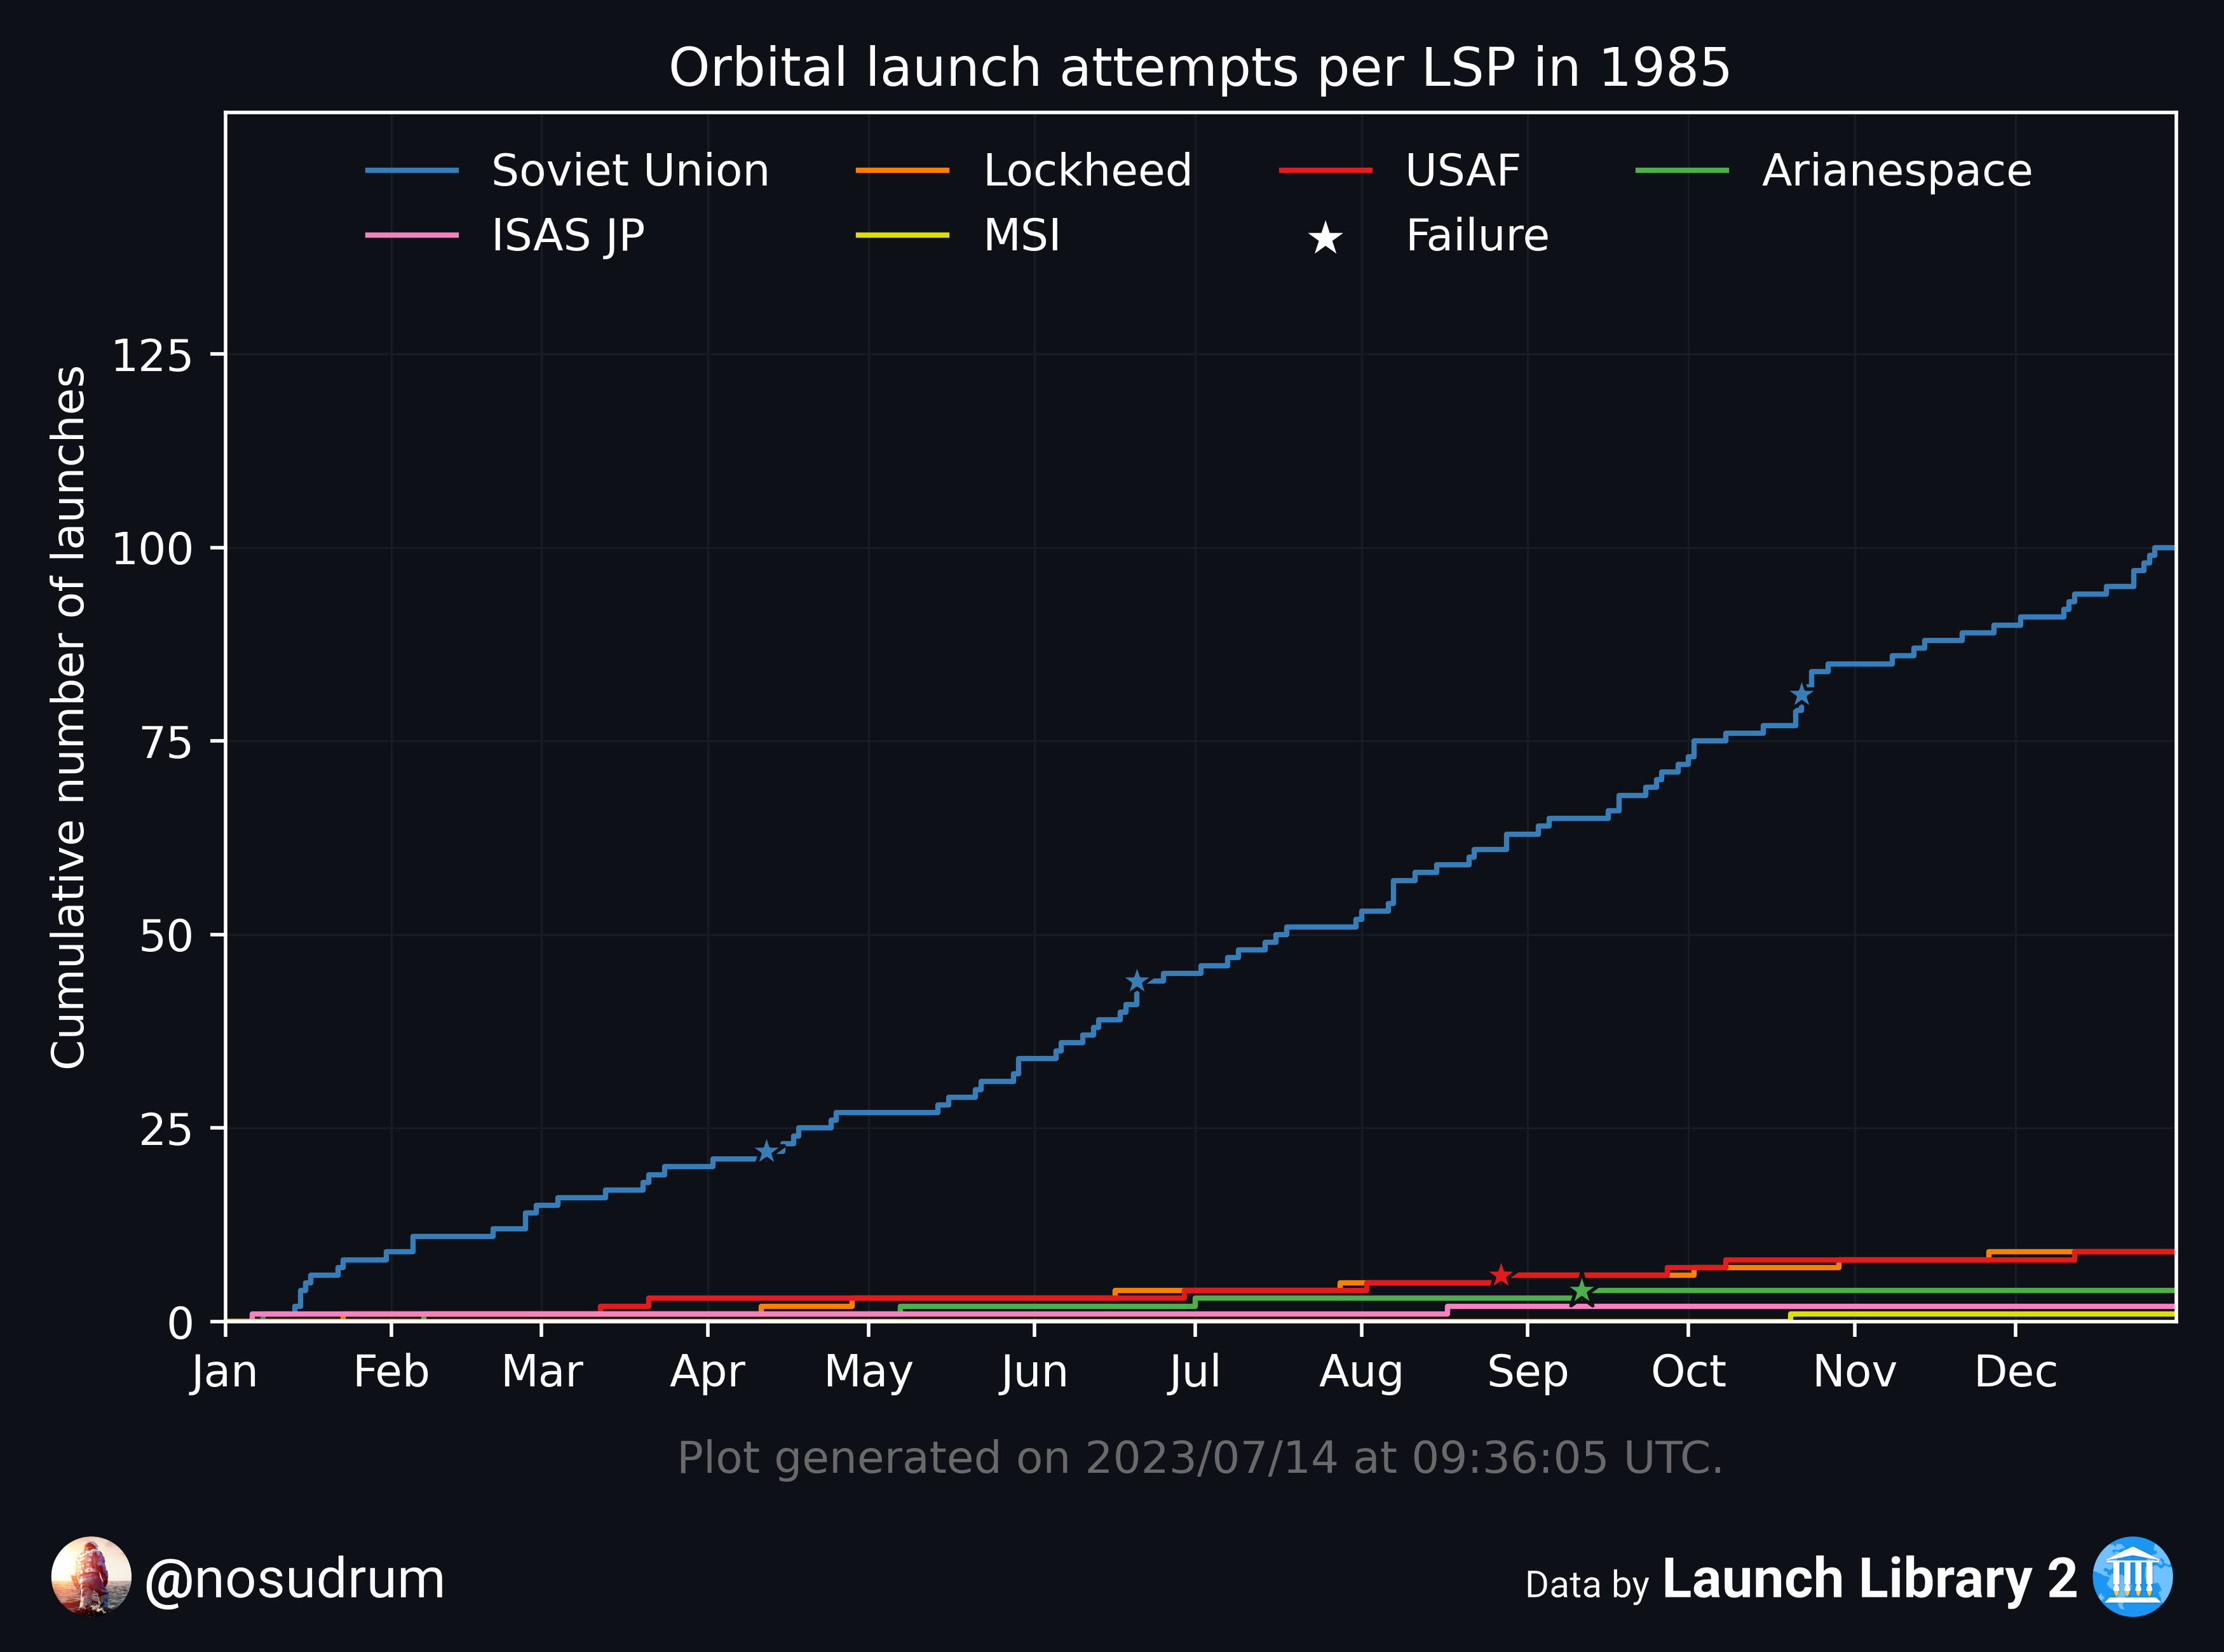 Orbital launch attempts per LSP in 1985
Soviet Union Lockheed USAF Arianespace
ISAS JP MSI Failure
Cumulative number of launches
125
100
75
50
25
0
Jan Feb Mar Apr May Jun Jul Aug Sep Oct Nov Dec
Plot generated on 2023/07/14 at 09:36:05 UTC.
@nosudrum
Data by Launch Library 2